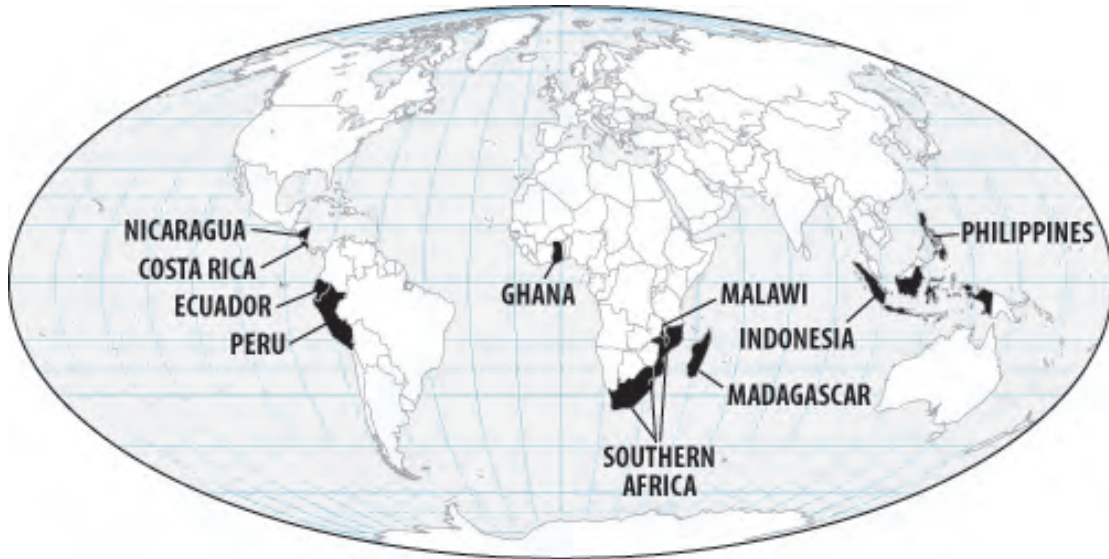 NICARAGUA
COSTA RICA
ECUADOR
PERU
GHANA
MALAWI
PHILIPPINES
INDONESIA
MADAGASCAR
SOUTHERN
AFRICA